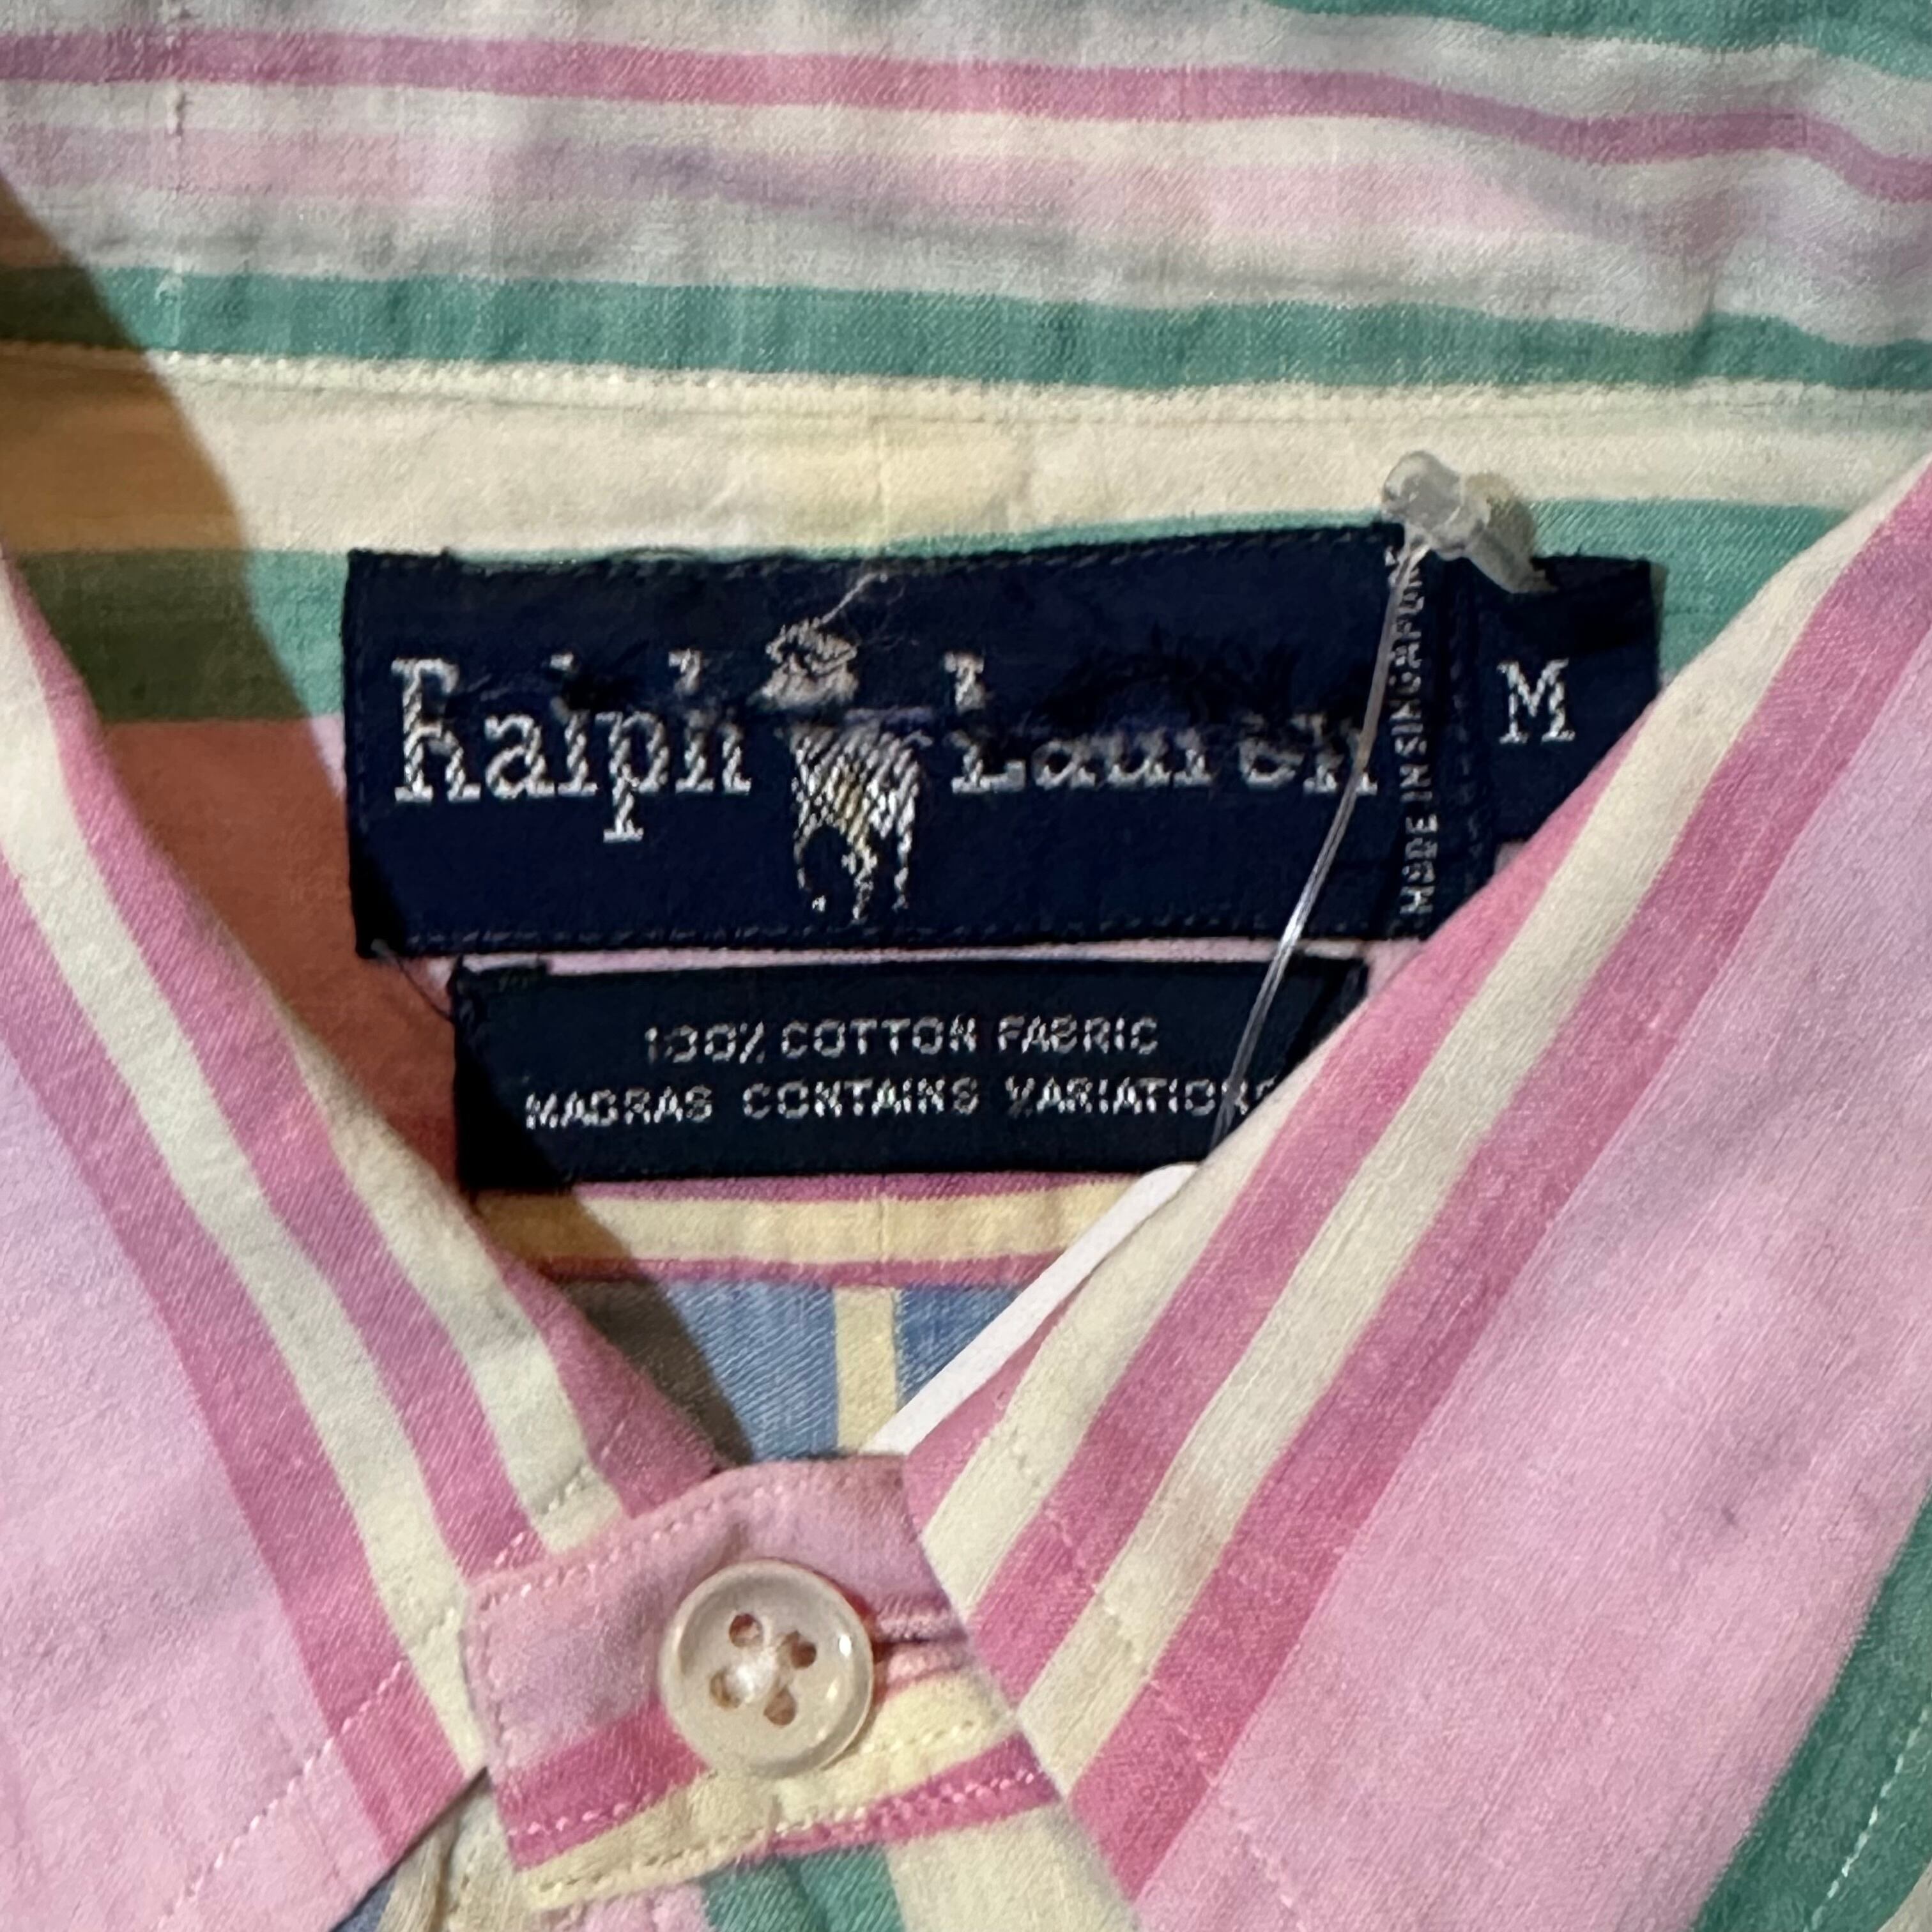 Ralph Lauren
MADE IN SINGAPORE
M
100% COTTON FABRIC
MADRAS CONTAINS VARIATIONS